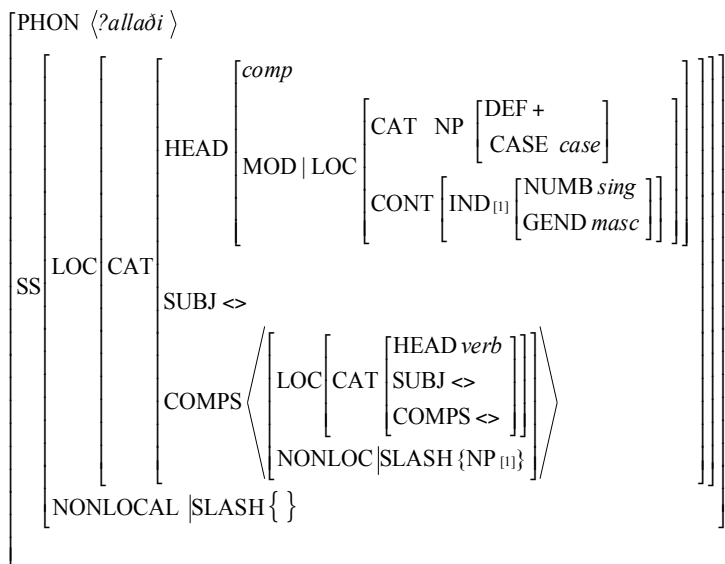 PHON ⟨?allaði ⟩
comp
CAT NP DEF +
CASE case
HEAD
MOD | LOC
CONT IND [1] NUMB sing
GEND masc
SS LOC CAT
SUBJ <>
HEAD verb
LOC CAT SUBJ <>
COMPS <>
COMPS
NONLOC |SLASH {NP [1]}
NONLOCAL |SLASH { }